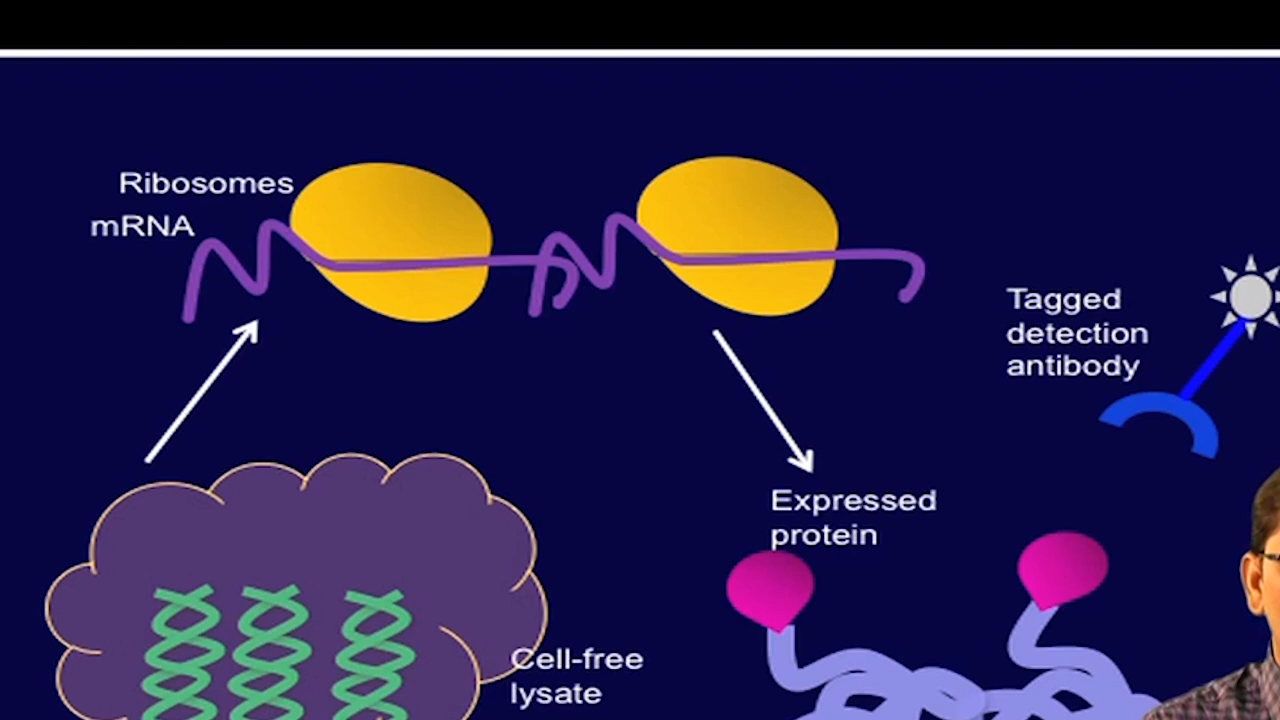 Ribosomes
mRNA
Tagged
detection
antibody
Expressed
protein
Cell-free
lysate